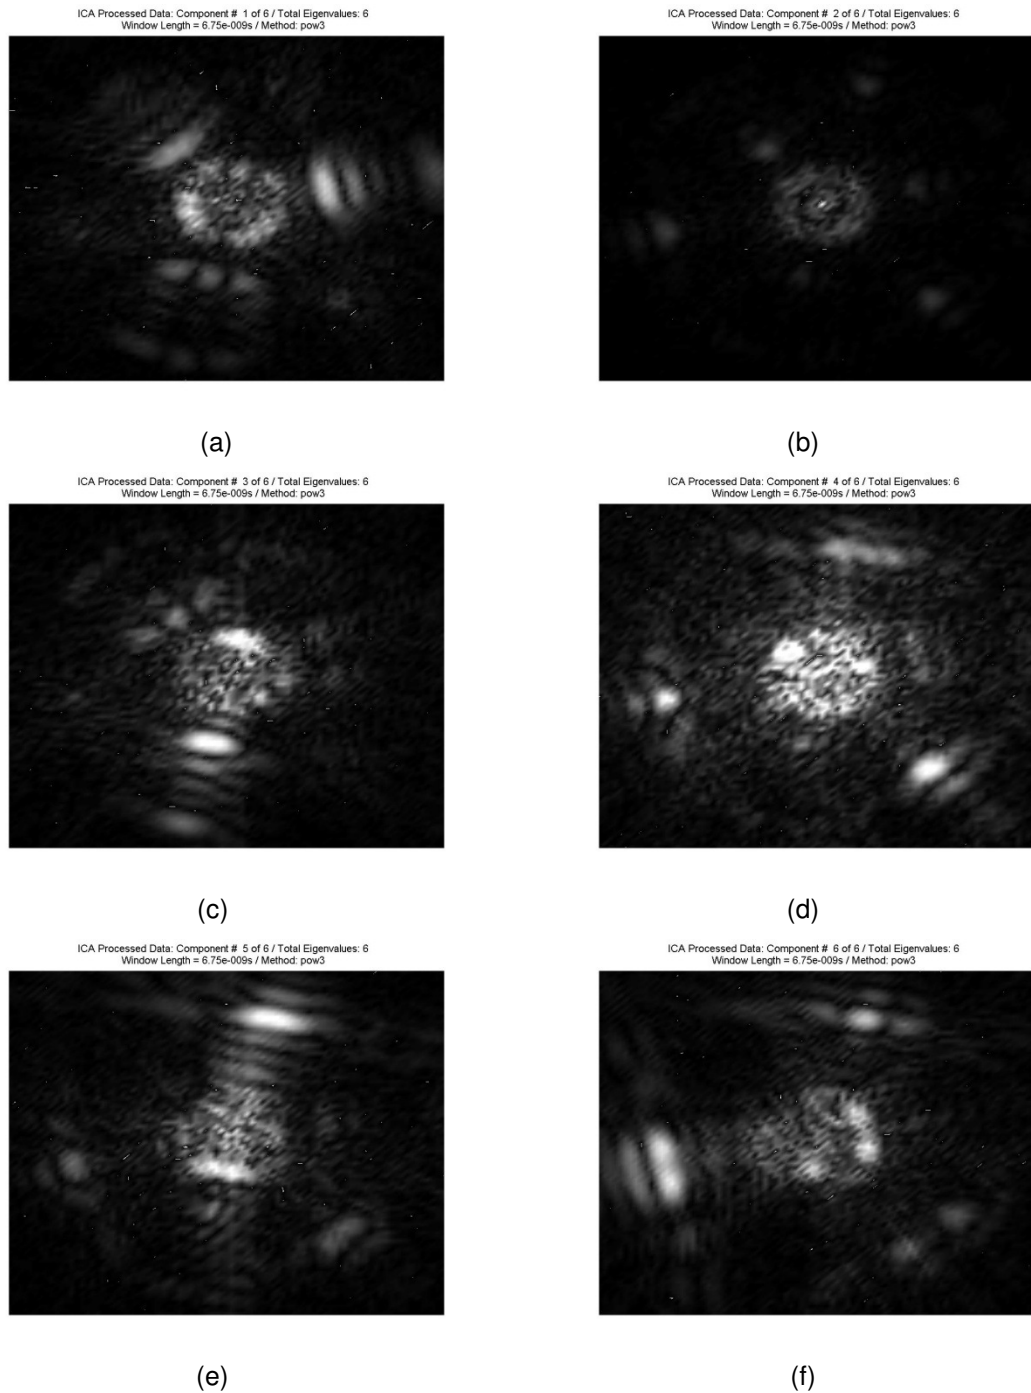 ICA Processed Data: Component # 1 of 6 / Total Eigenvalues: 6
Window Length = 6.75e-009s / Method: pow3
ICA Processed Data: Component # 2 of 6 / Total Eigenvalues: 6
Window Length = 6.75e-009s / Method: pow3
(a)
(b)
ICA Processed Data: Component # 3 of 6 / Total Eigenvalues: 6
Window Length = 6.75e-009s / Method: pow3
ICA Processed Data: Component # 4 of 6 / Total Eigenvalues: 6
Window Length = 6.75e-009s / Method: pow3
(c)
(d)
ICA Processed Data: Component # 5 of 6 / Total Eigenvalues: 6
Window Length = 6.75e-009s / Method: pow3
ICA Processed Data: Component # 6 of 6 / Total Eigenvalues: 6
Window Length = 6.75e-009s / Method: pow3
(e)
(f)